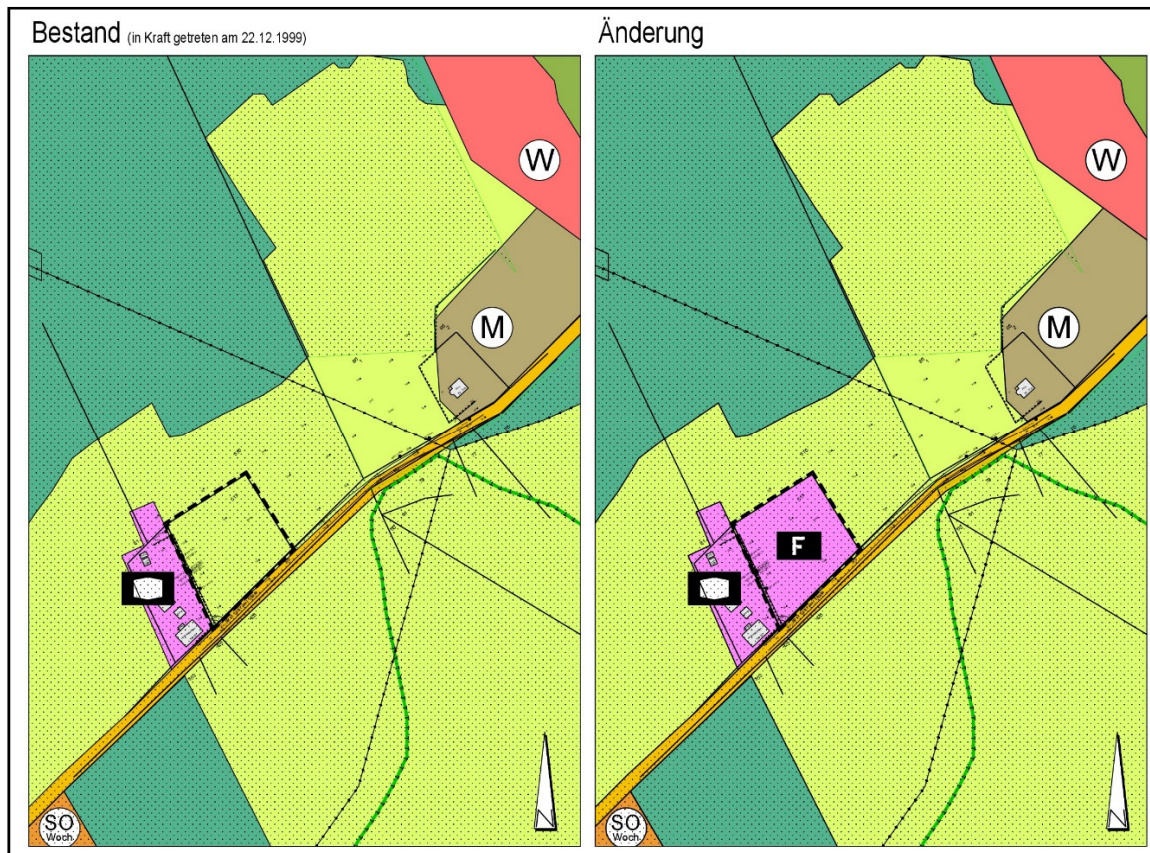 Bestand (in Kraft getreten am 22.12.1999)
W
M
SO
Woch.
N
Änderung
W
M
F
SO
Woch.
N